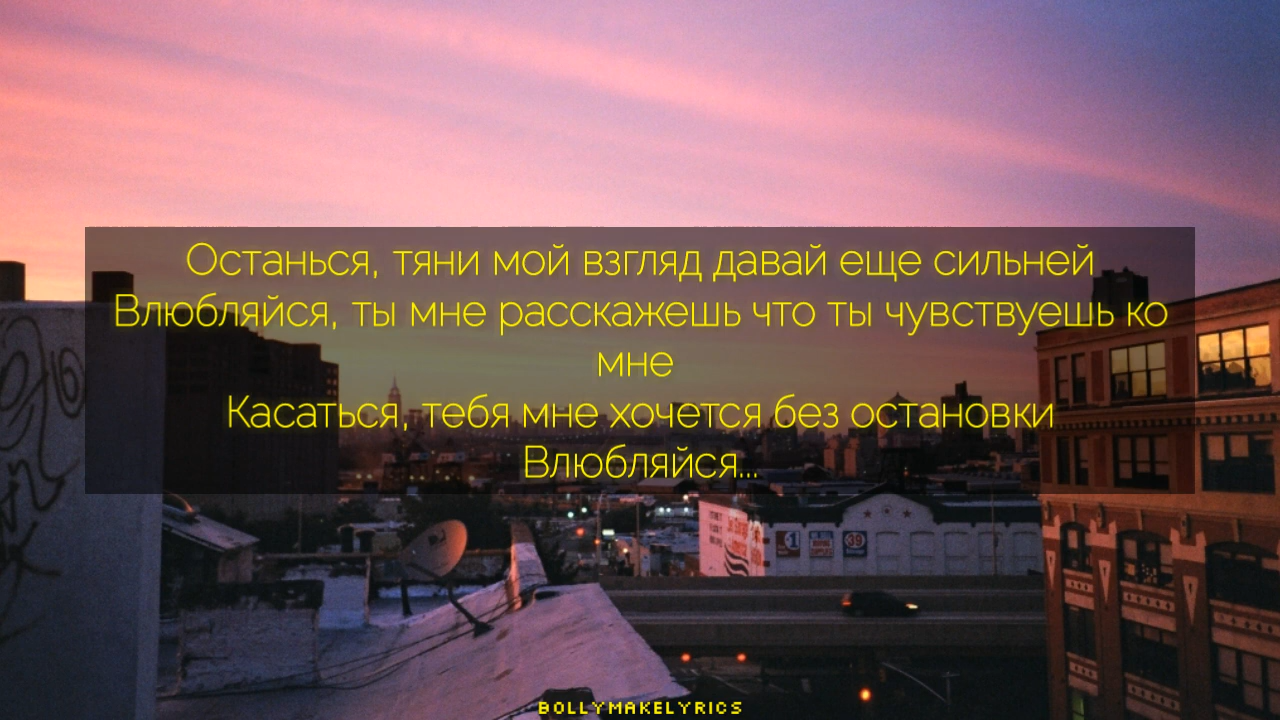 Останься, тяни мой взгляд давай еще сильней
Влюбляйся, ты мне расскажешь что ты чувствуешь ко
мне
Касаться, тебя мне хочется без остановки
Влюбляйся...
BOLLYMAKELYRICS